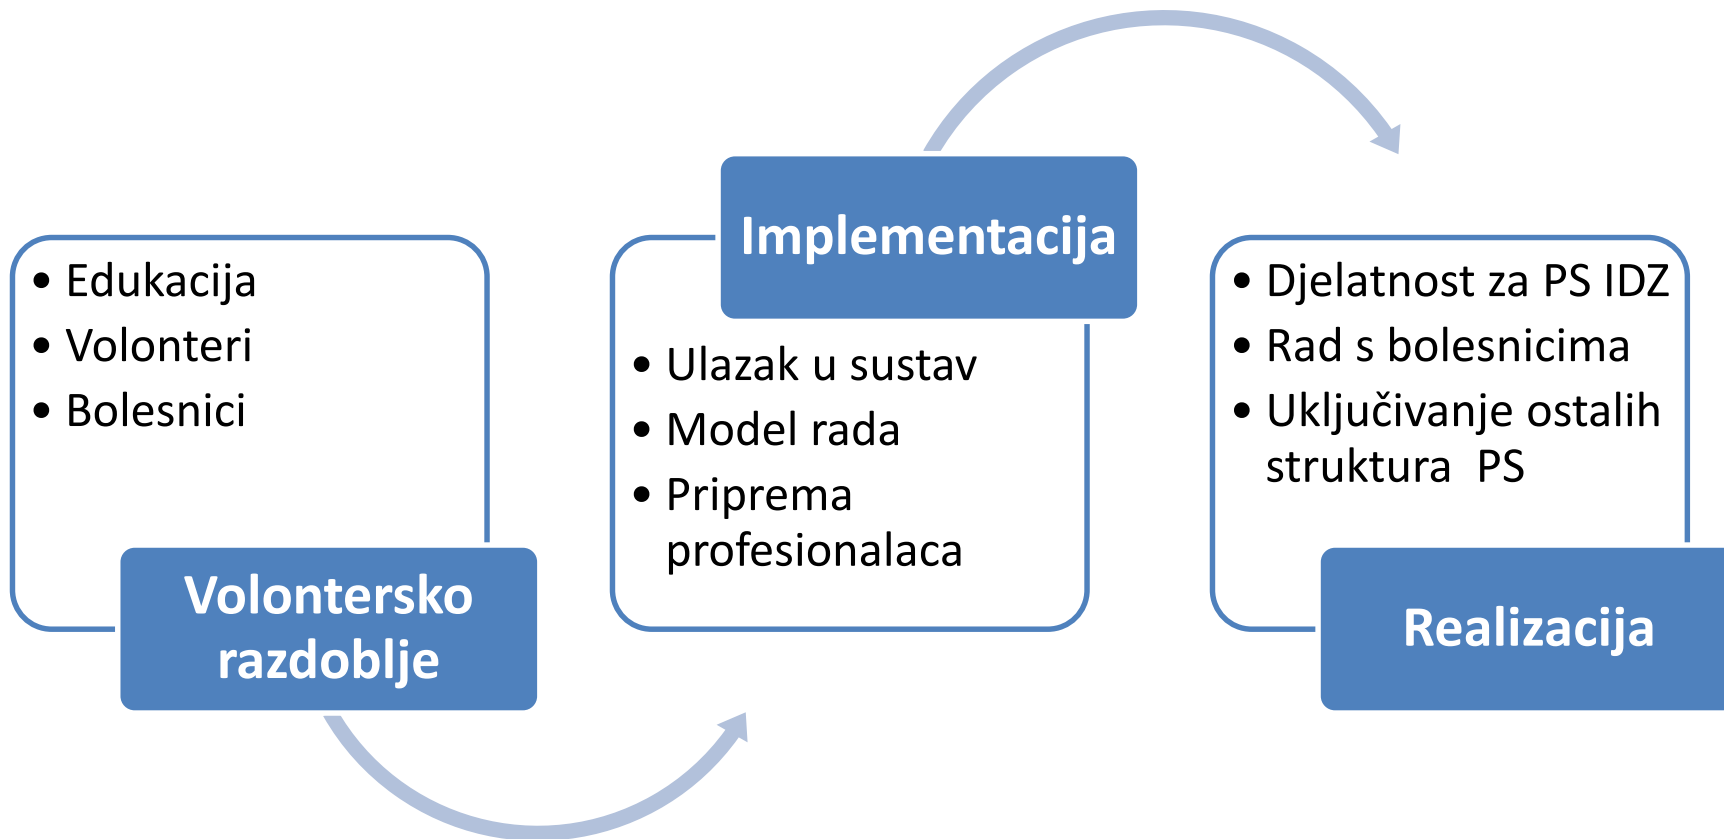 • Edukacija
• Volonteri
• Bolesnici
Volontersko
razdoblje
Implementacija
• Ulazak u sustav
• Model rada
• Priprema
profesionalaca
• Djelatnost za PS IDZ
• Rad s bolesnicima
• Uključivanje ostalih
struktura  PS
Realizacija